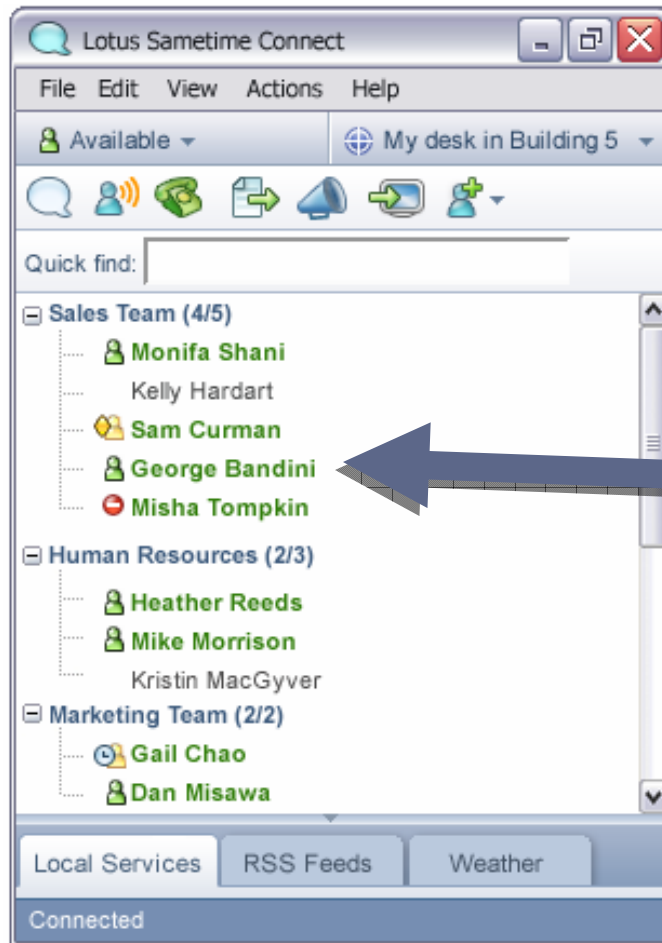 Lotus Sametime Connect
File Edit View Actions Help
Available My desk in Building 5
Quick find:
Sales Team (4/5)
Monifa Shani
Kelly Hardart
Sam Curman
George Bandini
Misha Tompkin
Human Resources (2/3)
Heather Reeds
Mike Morrison
Kristin MacGyver
Marketing Team (2/2)
Gail Chao
Dan Misawa
Local Services RSS Feeds Weather
Connected